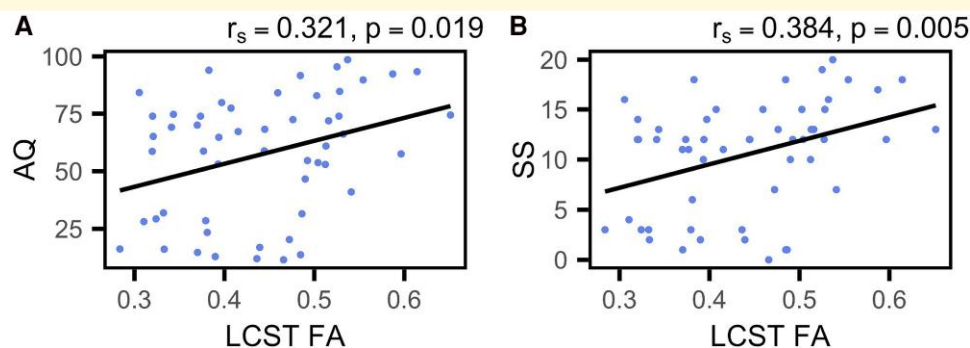 A
r_s = 0.321, p = 0.019
AQ
100
75
50
25
0.3 0.4 0.5 0.6
LCST FA
B
r_s = 0.384, p = 0.005
SS
20
15
10
5
0
0.3 0.4 0.5 0.6
LCST FA